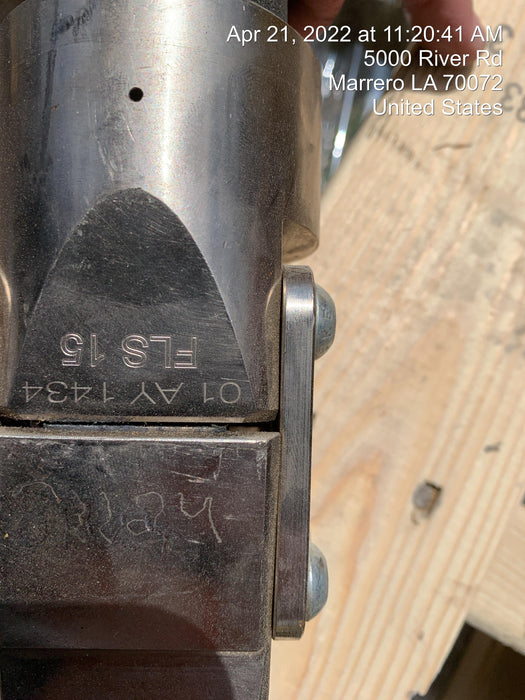 Apr 21, 2022 at 11:20:41 AM
5000 River Rd
Marrero LA 70072
United States
01 AY 1434
FLS 15